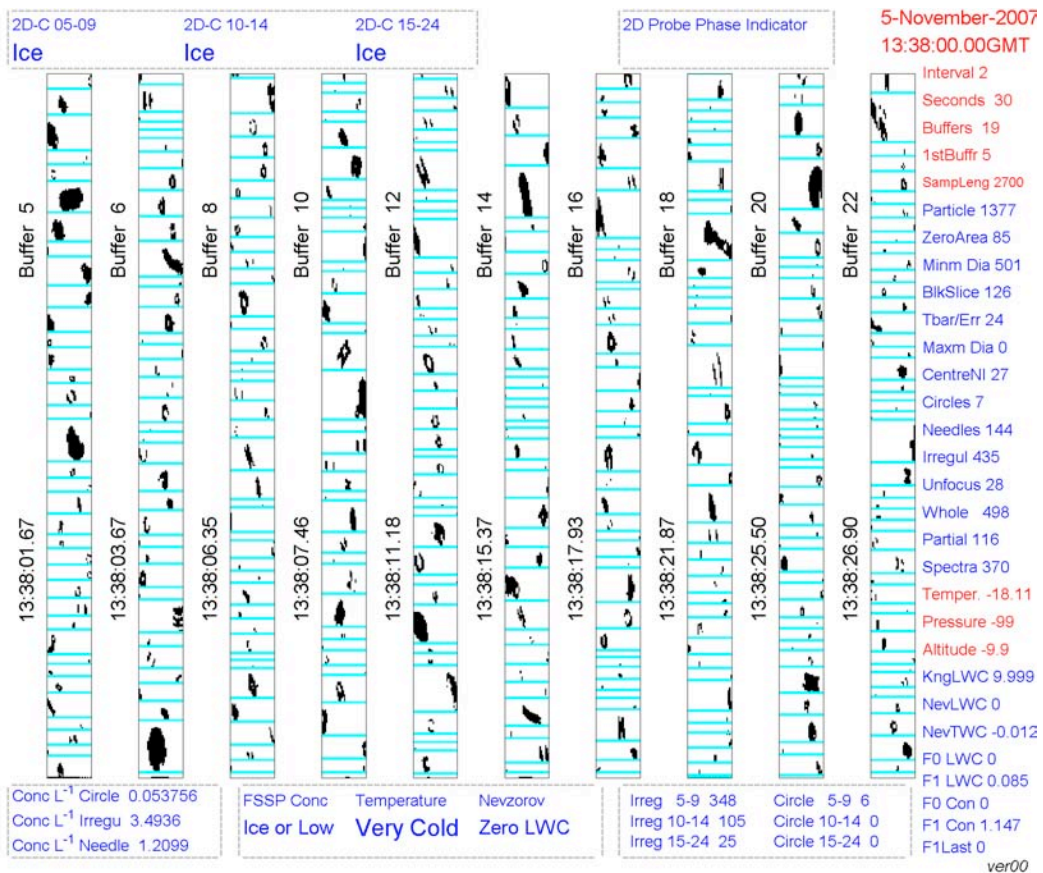 2D-C 05-09 2D-C 10-14 2D-C 15-24
Ice Ice Ice
2D Probe Phase Indicator
5-November-2007
13:38:00.00GMT
Buffer 5
13:38:01.67
Buffer 6
13:38:03.67
Buffer 8
13:38:06.35
Buffer 10
13:38:07.46
Buffer 12
13:38:11.18
Buffer 14
13:38:15.37
Buffer 16
13:38:17.93
Buffer 18
13:38:21.87
Buffer 20
13:38:25.50
Buffer 22
13:38:26.90
Interval 2
Seconds 30
Buffers 19
1stBuffr 5
SampLeng 2700
Particle 1377
ZeroArea 85
Minm Dia 501
BlkSlice 126
Tbar/Err 24
Maxm Dia 0
CentreNI 27
Circles 7
Needles 144
Irregul 435
Unfocus 28
Whole 498
Partial 116
Spectra 370
Temper. -18.11
Pressure -99
Altitude -9.9
KngLWC 9.999
NevLWC 0
NevTWC -0.012
F0 LWC 0
F1 LWC 0.085
F0 Con 0
F1 Con 1.147
F1Last 0
Conc L⁻¹ Circle 0.053756
Conc L⁻¹ Irregu 3.4936
Conc L⁻¹ Needle 1.2099
FSSP Conc Temperature Nevzorov
Ice or Low Very Cold Zero LWC
Irreg 5-9 348 Circle 5-9 6
Irreg 10-14 105 Circle 10-14 0
Irreg 15-24 25 Circle 15-24 0
ver00